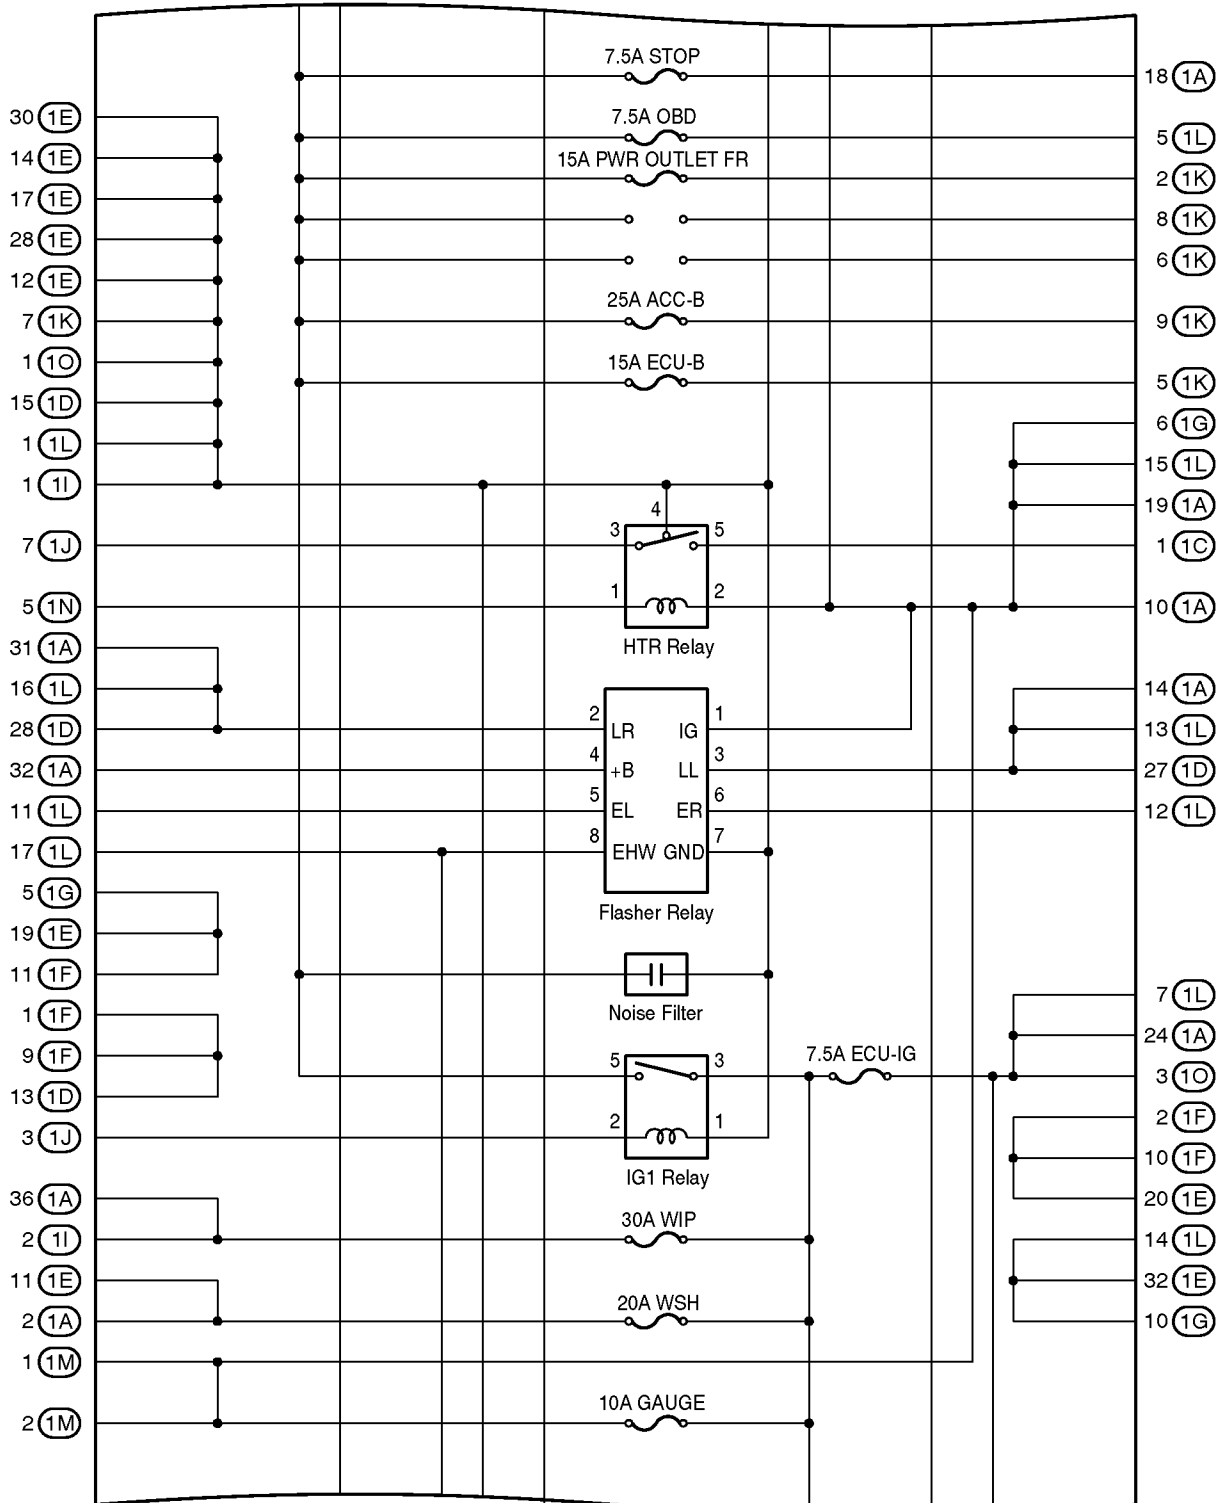 7.5A STOP
18 1A
30 1E
7.5A OBD
5 1L
14 1E
15A PWR OUTLET FR
2 1K
17 1E
8 1K
28 1E
6 1K
12 1E
25A ACC-B
7 1K
9 1K
1 1O
15A ECU-B
5 1K
15 1D
6 1G
1 1L
15 1L
1 1I
4
19 1A
7 1J
3
5
1 1C
5 1N
1
2
10 1A
HTR Relay
31 1A
16 1L
14 1A
28 1D
2
LR
IG
1
13 1L
32 1A
4
+B
LL
3
27 1D
11 1L
5
EL
ER
6
12 1L
17 1L
8
EHW
GND
7
5 1G
Flasher Relay
19 1E
11 1F
7 1L
1 1F
Noise Filter
24 1A
9 1F
5
3
7.5A ECU-IG
3 1O
13 1D
2 1F
3 1J
2
1
10 1F
IG1 Relay
36 1A
20 1E
2 1I
30A WIP
14 1L
11 1E
32 1E
2 1A
20A WSH
10 1G
1 1M
2 1M
10A GAUGE